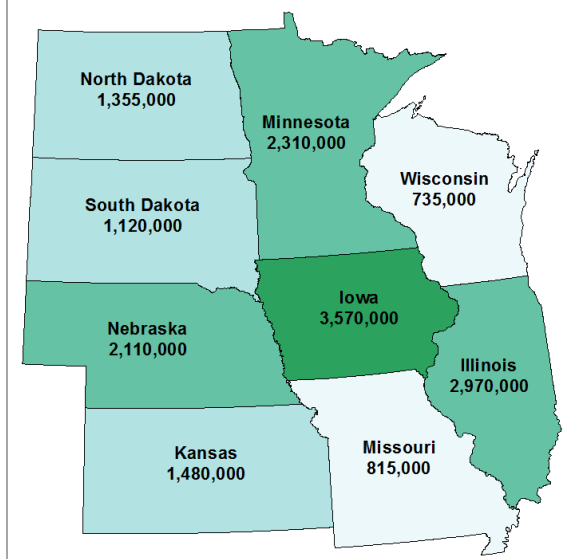 North Dakota
1,355,000
Minnesota
2,310,000
Wisconsin
735,000
South Dakota
1,120,000
Iowa
3,570,000
Nebraska
2,110,000
Illinois
2,970,000
Kansas
1,480,000
Missouri
815,000